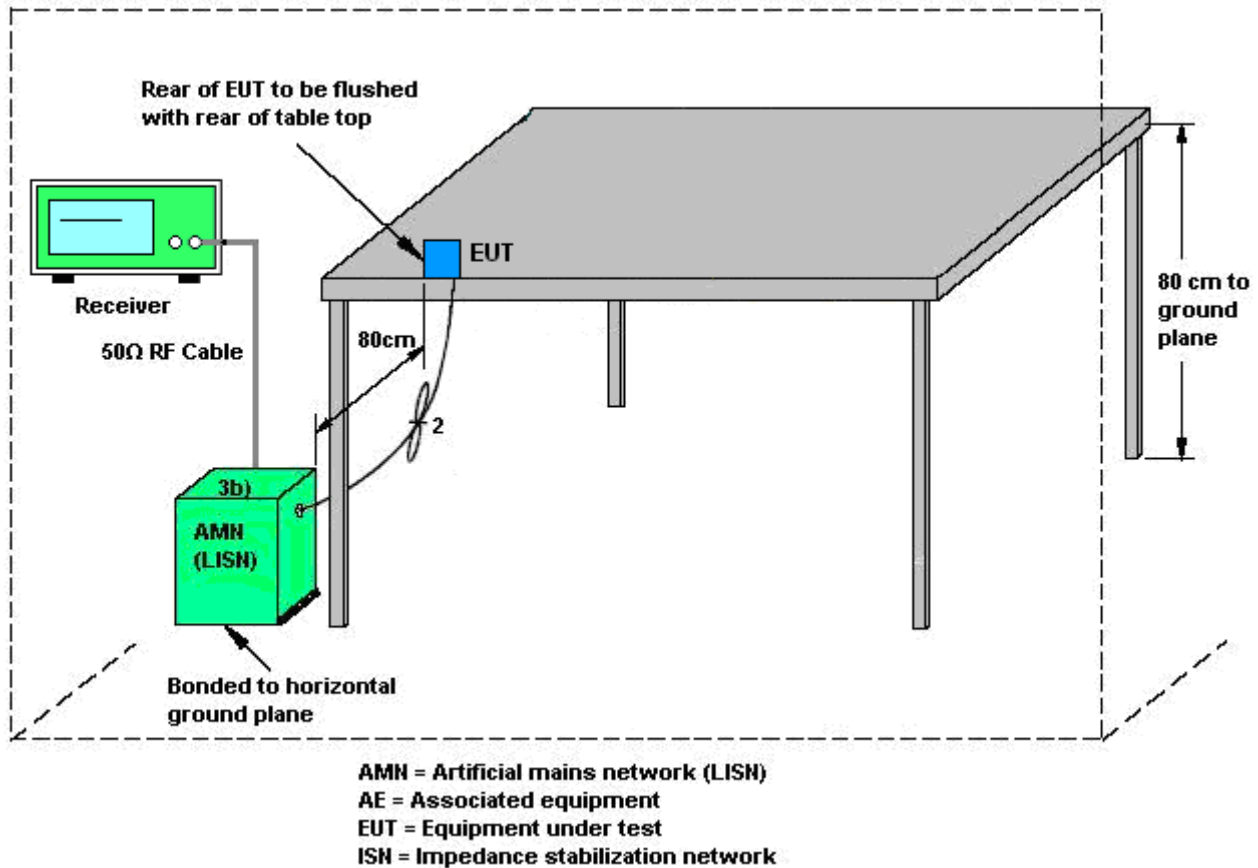 Rear of EUT to be flushed
with rear of table top
EUT
Receiver
80 cm to
ground
plane
50Ω RF Cable
80cm
2
3b)
AMN
(LISN)
Bonded to horizontal
ground plane
AMN = Artificial mains network (LISN)
AE = Associated equipment
EUT = Equipment under test
ISN = Impedance stabilization network